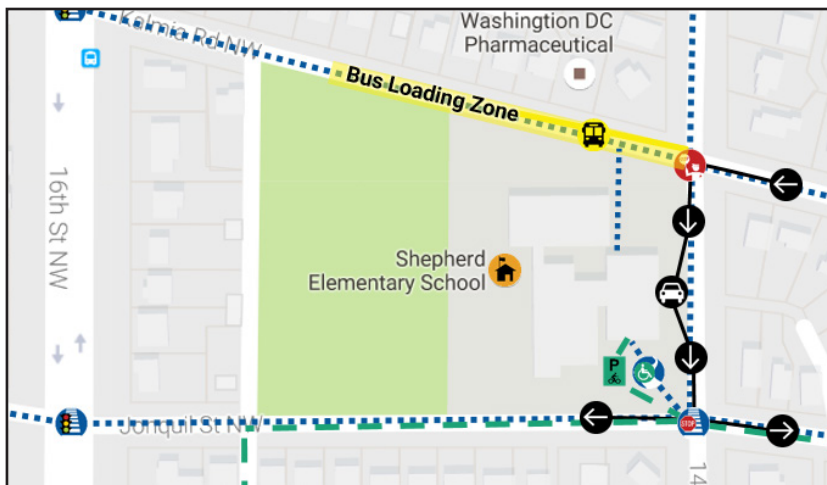 Kalmia Rd NW
Washington DC
Pharmaceutical
Bus Loading Zone
16th St NW
Shepherd
Elementary School
P
STOP
Jonquil St NW
14